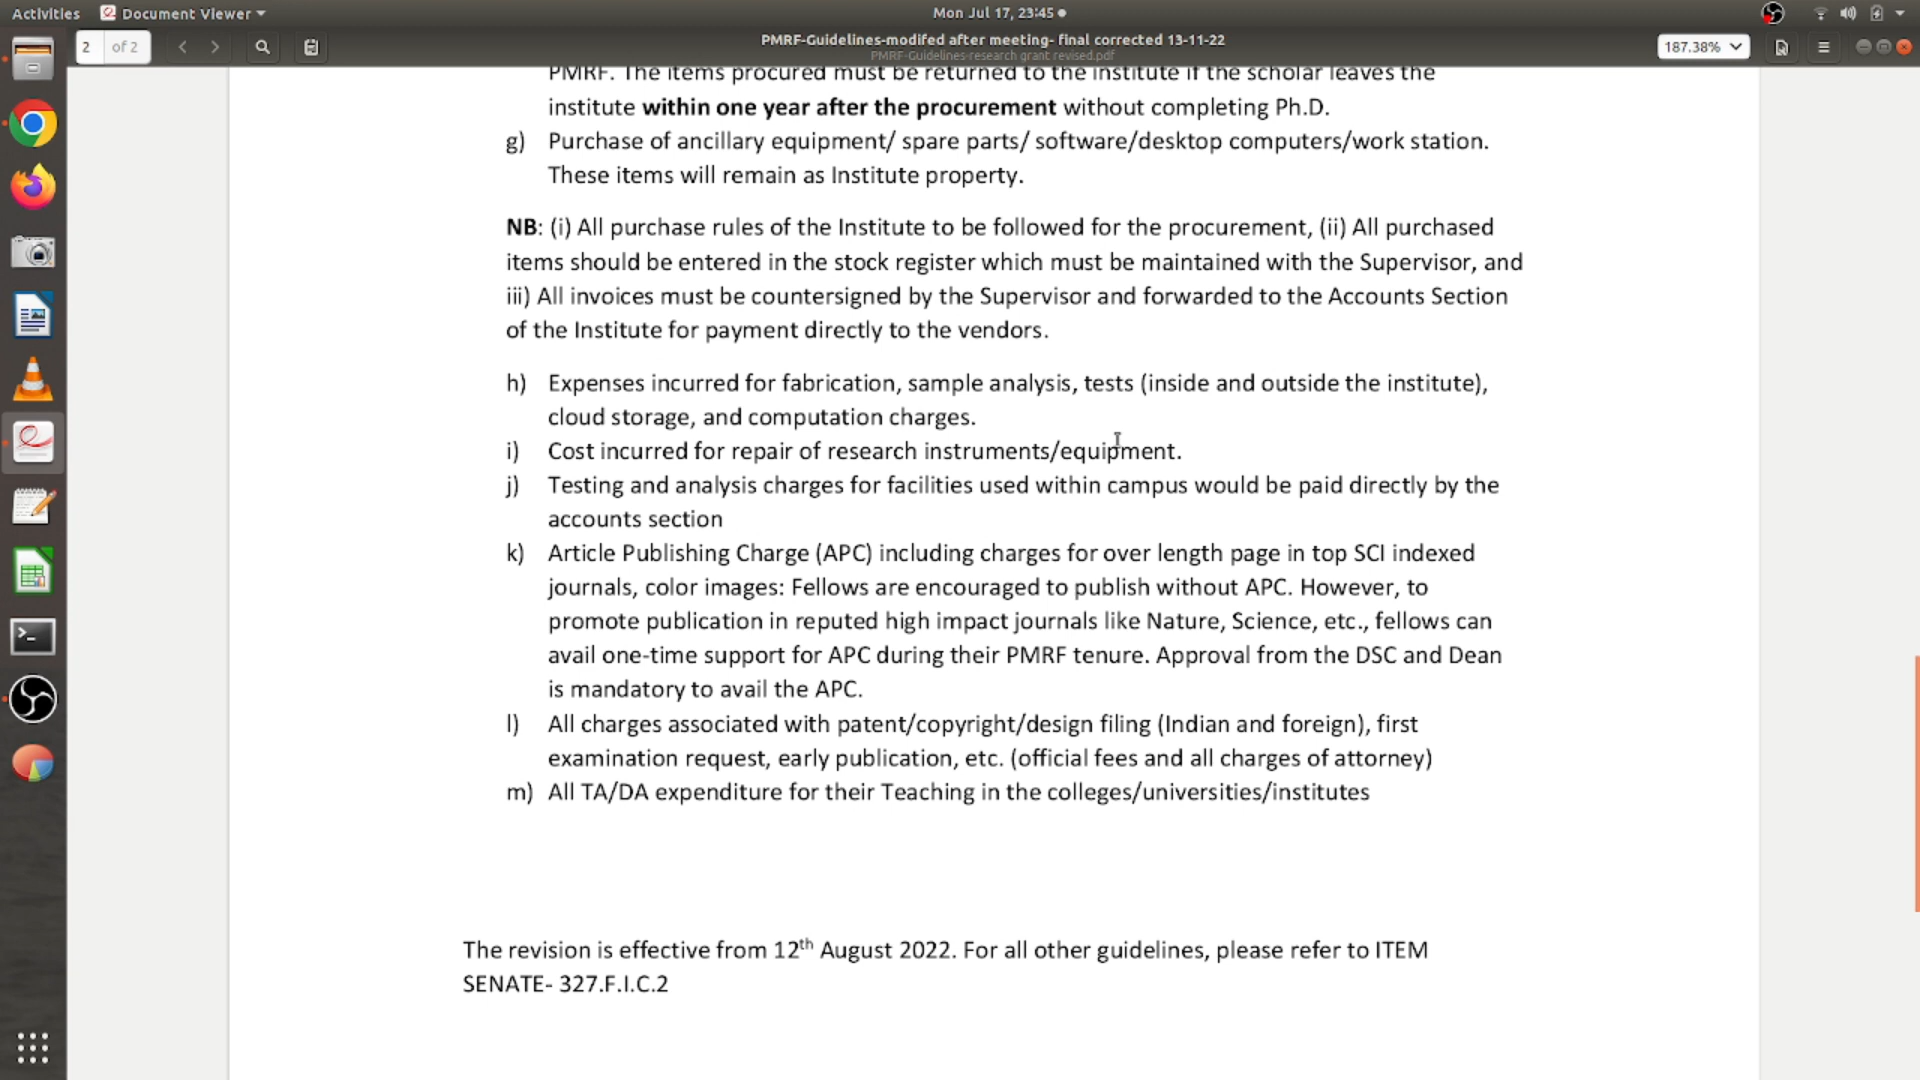 Activities
Document Viewer
Mon Jul 17, 23:45
2 of 2
PMRF-Guidelines-modifed after meeting- final corrected 13-11-22
PMRF-Guidelines-research grant revised.pdf
187.38%
PMRF. The items procured must be returned to the institute if the scholar leaves the
institute within one year after the procurement without completing Ph.D.
g) Purchase of ancillary equipment/ spare parts/ software/desktop computers/work station.
These items will remain as Institute property.
NB: (i) All purchase rules of the Institute to be followed for the procurement, (ii) All purchased
items should be entered in the stock register which must be maintained with the Supervisor, and
iii) All invoices must be countersigned by the Supervisor and forwarded to the Accounts Section
of the Institute for payment directly to the vendors.
h) Expenses incurred for fabrication, sample analysis, tests (inside and outside the institute),
cloud storage, and computation charges.
i) Cost incurred for repair of research instruments/equipment.
j) Testing and analysis charges for facilities used within campus would be paid directly by the
accounts section
k) Article Publishing Charge (APC) including charges for over length page in top SCI indexed
journals, color images: Fellows are encouraged to publish without APC. However, to
promote publication in reputed high impact journals like Nature, Science, etc., fellows can
avail one-time support for APC during their PMRF tenure. Approval from the DSC and Dean
is mandatory to avail the APC.
l) All charges associated with patent/copyright/design filing (Indian and foreign), first
examination request, early publication, etc. (official fees and all charges of attorney)
m) All TA/DA expenditure for their Teaching in the colleges/universities/institutes
The revision is effective from 12th August 2022. For all other guidelines, please refer to ITEM
SENATE- 327.F.I.C.2